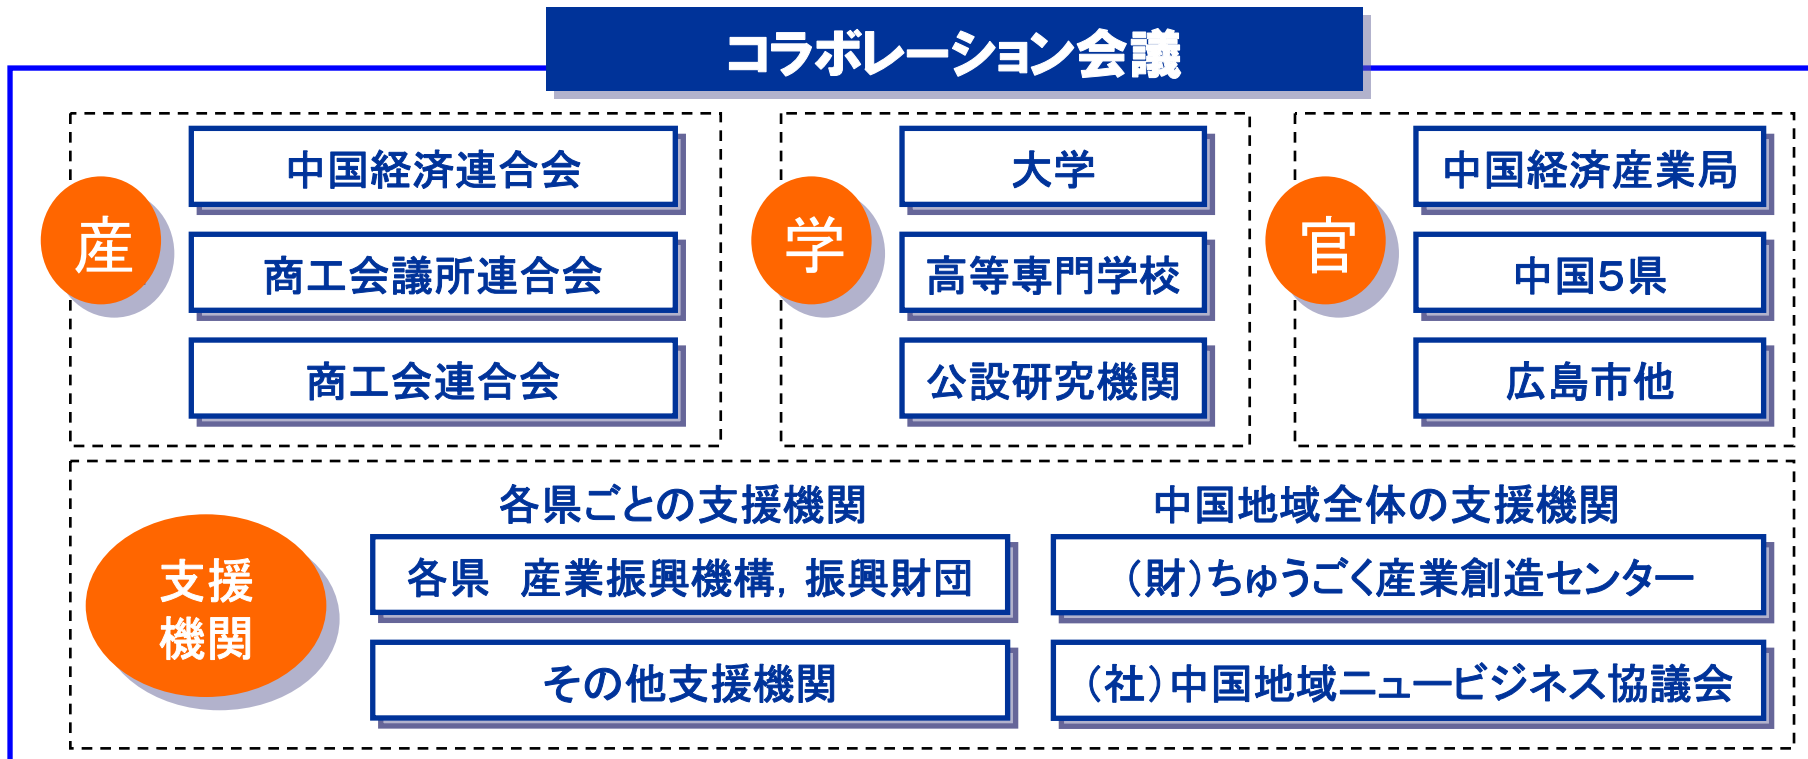 コラボレーション会議
産
中国経済連合会
商工会議所連合会
商工会連合会
学
大学
高等専門学校
公設研究機関
官
中国経済産業局
中国５県
広島市他
支援
機関
各県ごとの支援機関
各県　産業振興機構，振興財団
その他支援機関
中国地域全体の支援機関
（財）ちゅうごく産業創造センター
（社）中国地域ニュービジネス協議会